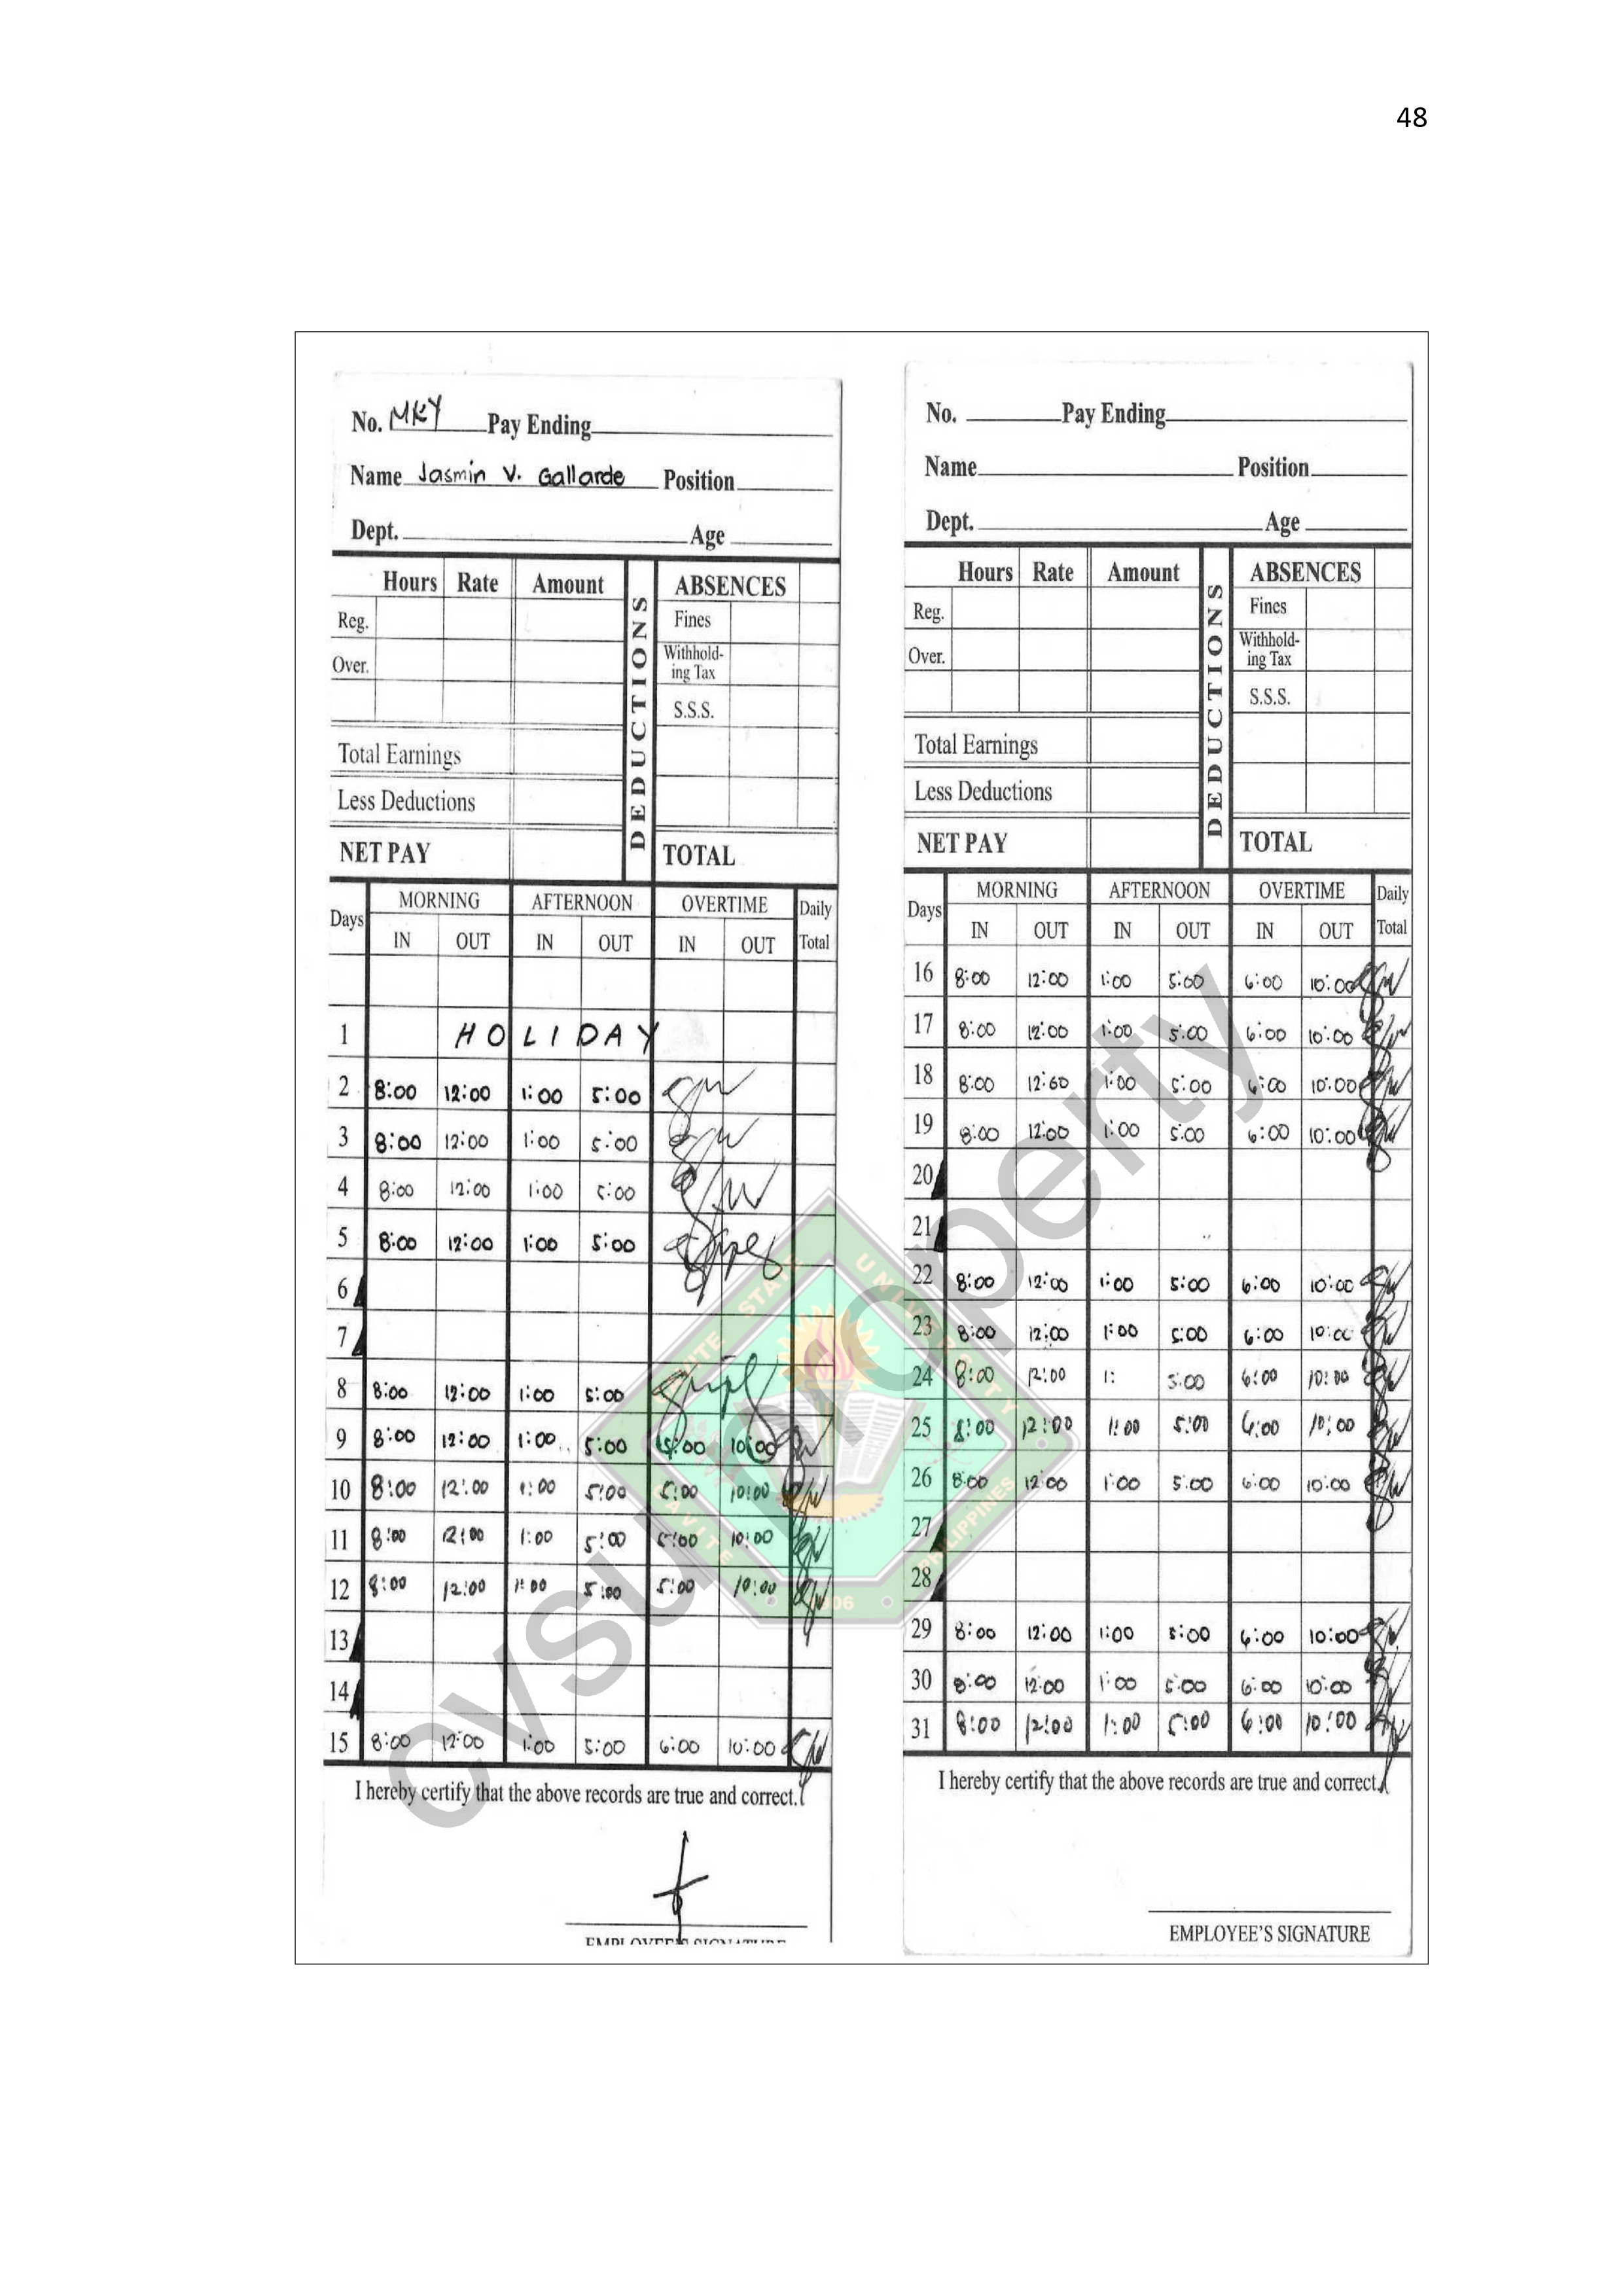 48
No. MKY Pay Ending
Name Jasmin V. Gallarde Position
Dept. Age
Hours Rate Amount DEDUCTIONS ABSENCES
Reg. Fines
Over. Withhold-
ing Tax
S.S.S.
Total Earnings
Less Deductions
NET PAY TOTAL
Days MORNING AFTERNOON OVERTIME Daily
IN OUT IN OUT IN OUT Total
1 HOLIDAY
2 8:00 12:00 1:00 5:00
3 8:00 12:00 1:00 5:00
4 8:00 12:00 1:00 5:00
5 8:00 12:00 1:00 5:00
6
7
8 8:00 12:00 1:00 5:00
9 8:00 12:00 1:00 5:00 5:00 10:00
10 8:00 12:00 1:00 5:00 5:00 10:00
11 8:00 12:00 1:00 5:00 5:00 10:00
12 8:00 12:00 1:00 5:00 5:00 10:00
13
14
15 8:00 12:00 1:00 5:00 6:00 10:00
I hereby certify that the above records are true and correct.
EMPLOYEE'S SIGNATURE
No. Pay Ending
Name Position
Dept. Age
Hours Rate Amount DEDUCTIONS ABSENCES
Reg. Fines
Over. Withhold-
ing Tax
S.S.S.
Total Earnings
Less Deductions
NET PAY TOTAL
Days MORNING AFTERNOON OVERTIME Daily
IN OUT IN OUT IN OUT Total
16 8:00 12:00 1:00 5:00 6:00 10:00
17 8:00 12:00 1:00 5:00 6:00 10:00
18 8:00 12:00 1:00 5:00 6:00 10:00
19 8:00 12:00 1:00 5:00 6:00 10:00
20
21
22 8:00 12:00 1:00 5:00 6:00 10:00
23 8:00 12:00 1:00 5:00 6:00 10:00
24 8:00 12:00 1: 5:00 6:00 10:00
25 8:00 12:00 1:00 5:00 6:00 10:00
26 8:00 12:00 1:00 5:00 6:00 10:00
27
28
29 8:00 12:00 1:00 5:00 6:00 10:00
30 8:00 12:00 1:00 5:00 6:00 10:00
31 8:00 12:00 1:00 5:00 6:00 10:00
I hereby certify that the above records are true and correct.
EMPLOYEE'S SIGNATURE
CAVITE STATE UNIVERSITY
CAVITE 1906 PHILIPPINES
cvsu property